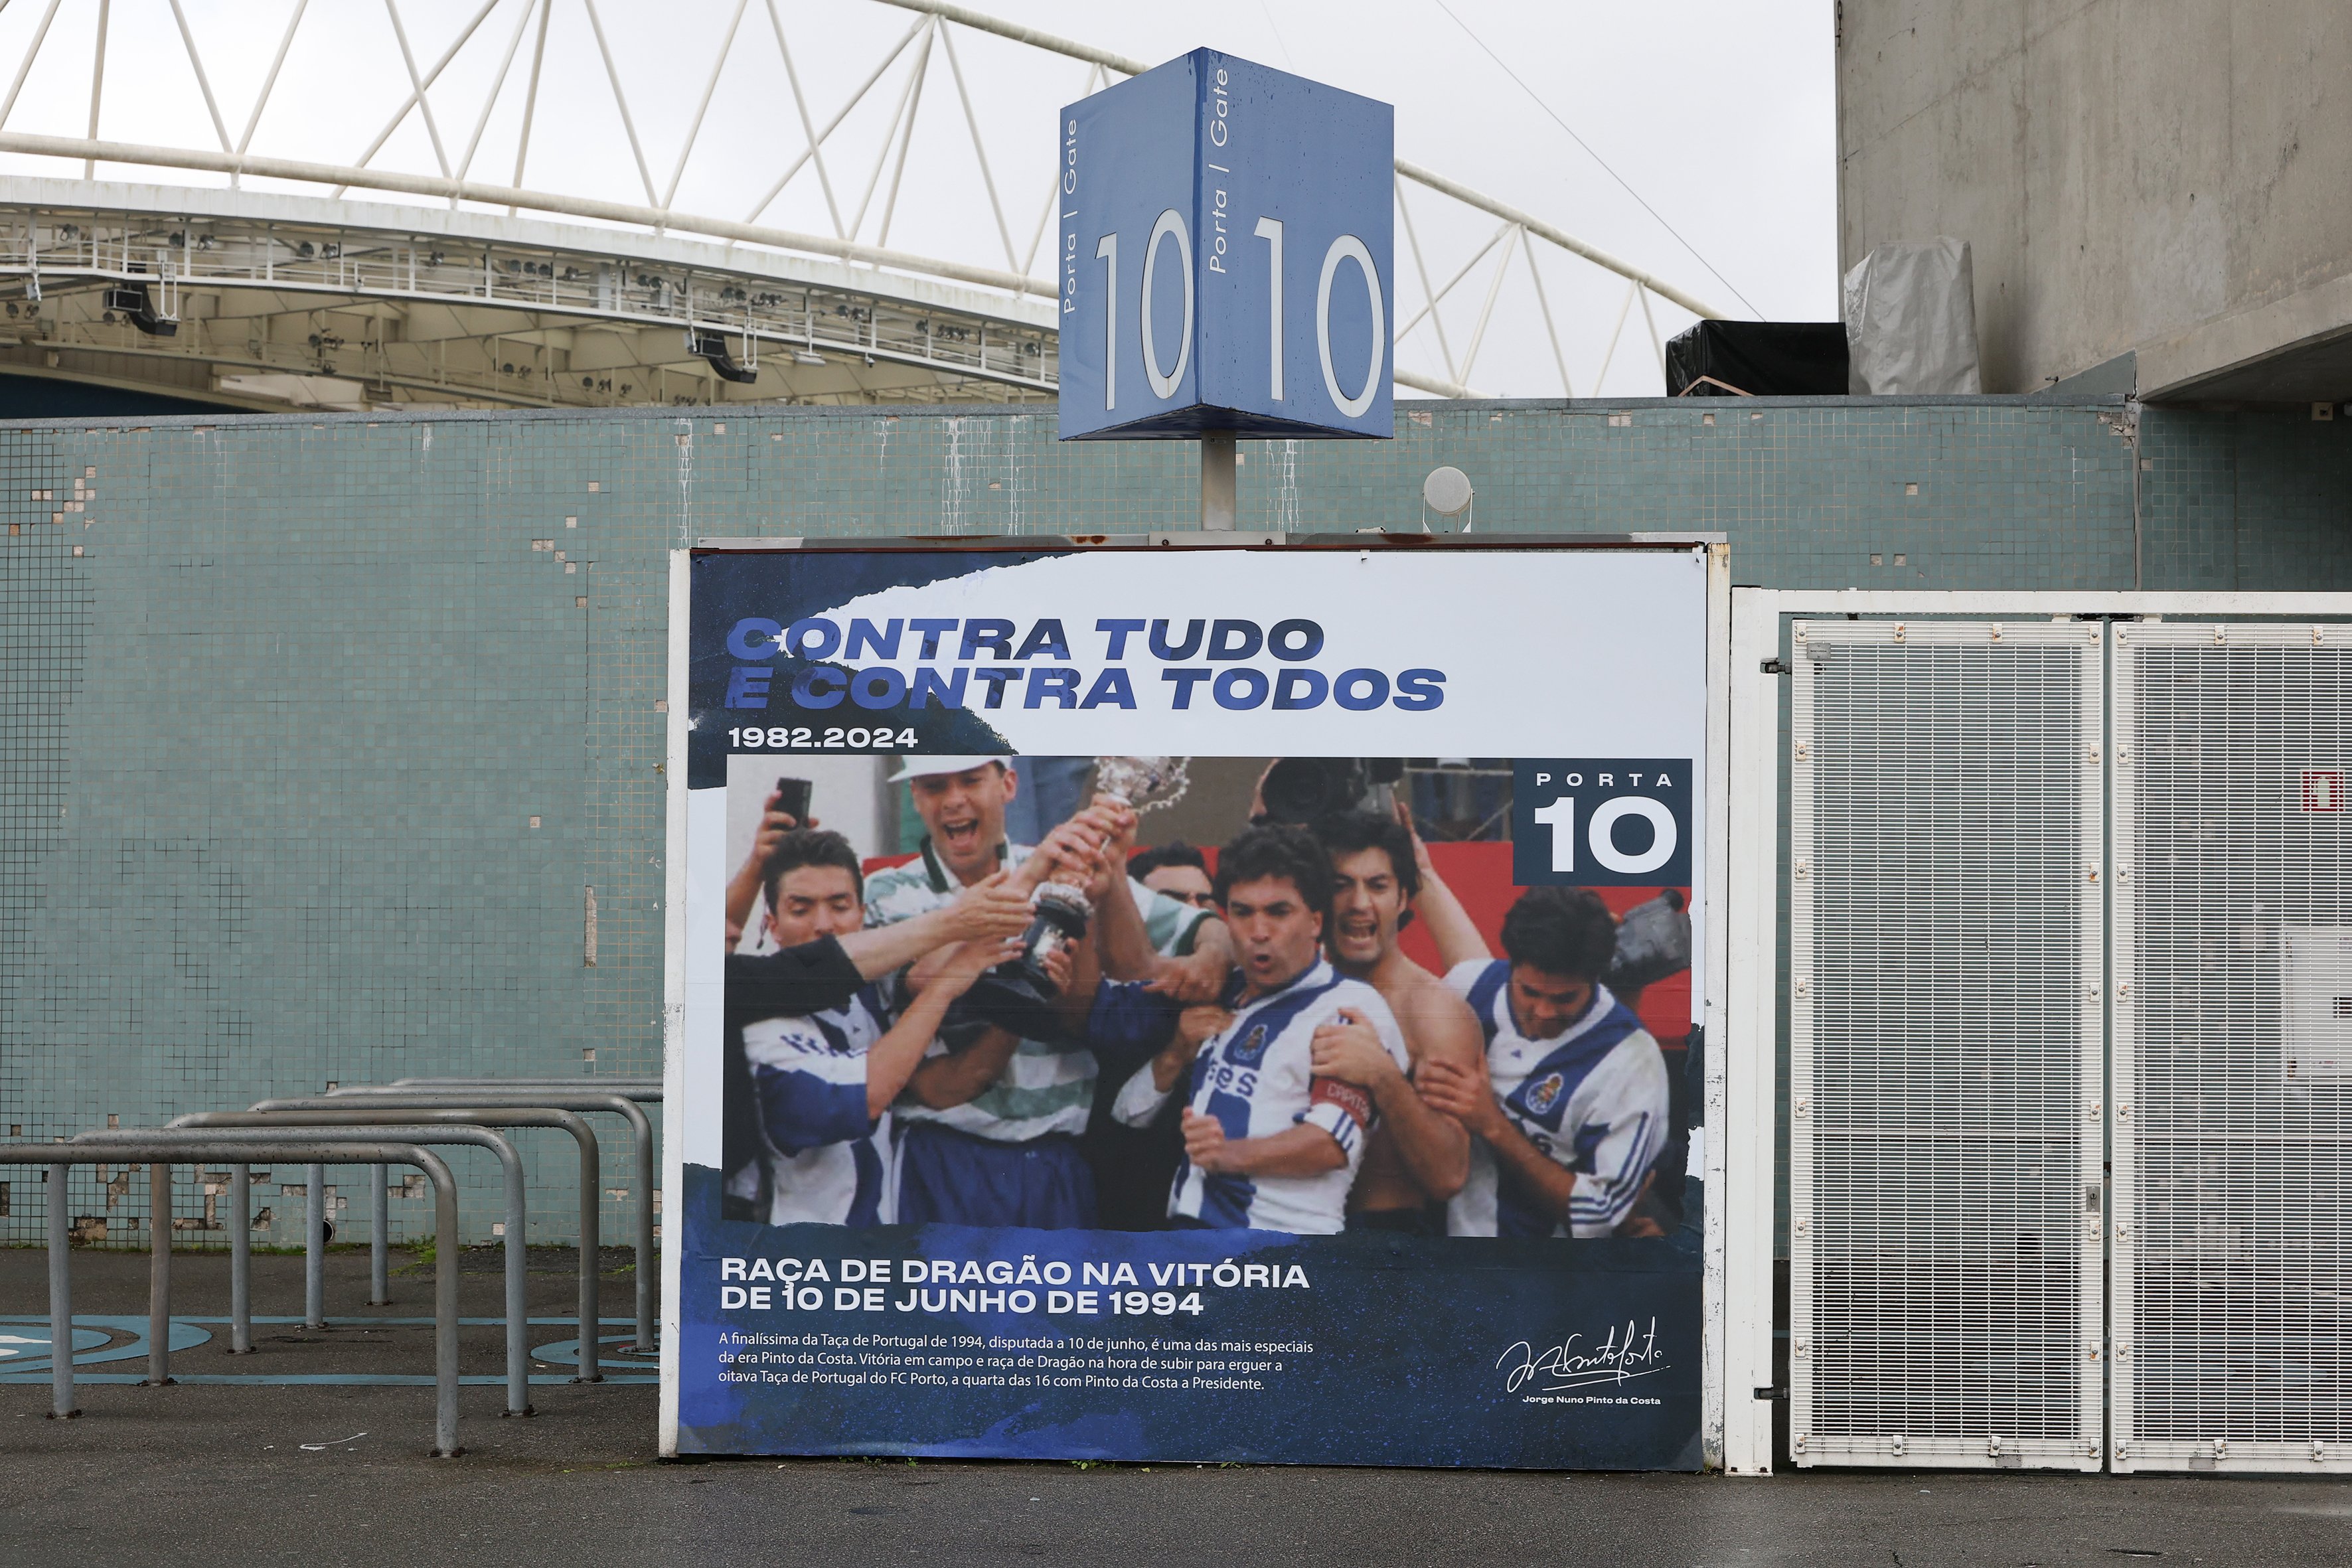 Porta | Gate
10
Porta | Gate
10
CONTRA TUDO
E CONTRA TODOS
1982.2024
PORTA
10
CAPITÃ
RAÇA DE DRAGÃO NA VITÓRIA
DE 10 DE JUNHO DE 1994
A finalíssima da Taça de Portugal de 1994, disputada a 10 de junho, é uma das mais especiais
da era Pinto da Costa. Vitória em campo e raça de Dragão na hora de subir para erguer a
oitava Taça de Portugal do FC Porto, a quarta das 16 com Pinto da Costa a Presidente.
Jorge Nuno Pinto da Costa